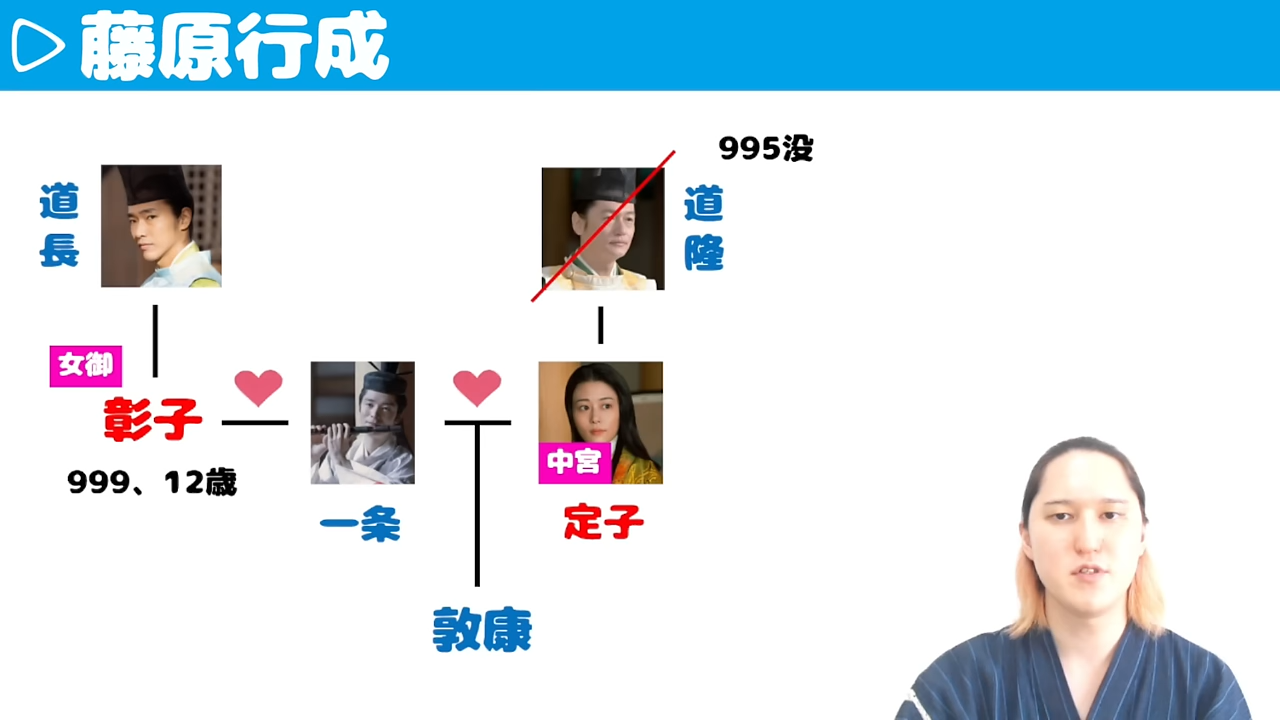 藤原行成
995没
道長
道隆
女御
彰子
999、12歳
中宮
一条
定子
敦康